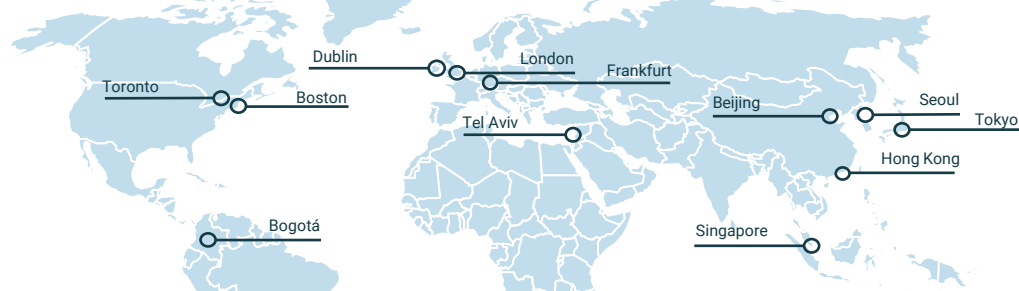 Dublin
London
Frankfurt
Toronto
Boston
Beijing
Seoul
Tel Aviv
Tokyo
Hong Kong
Bogotá
Singapore